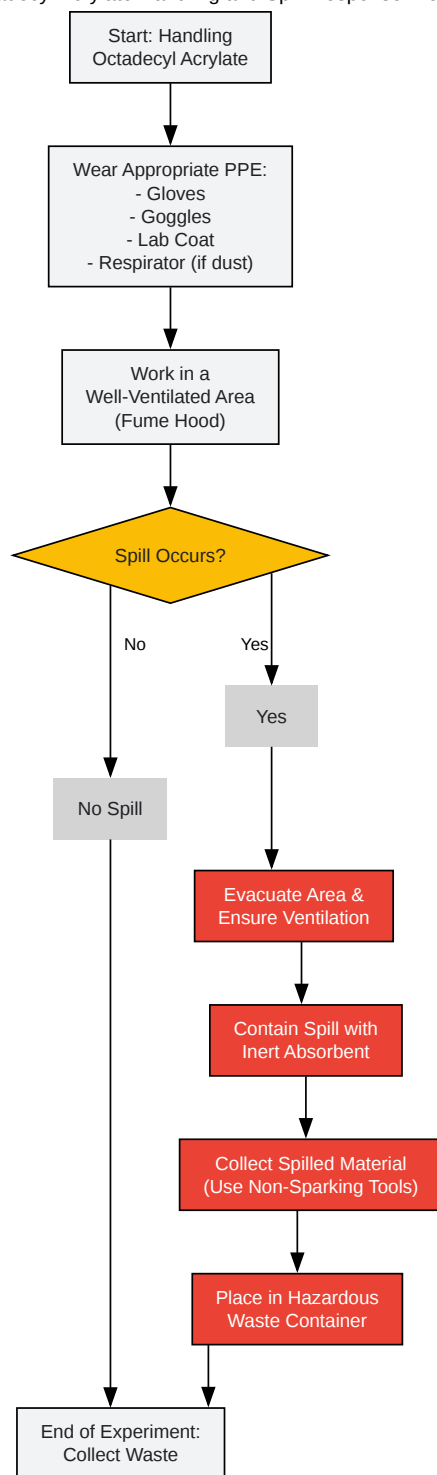 Start: Handling
Octadecyl Acrylate
Wear Appropriate PPE:
- Gloves
- Goggles
- Lab Coat
- Respirator (if dust)
Work in a
Well-Ventilated Area
(Fume Hood)
Spill Occurs?
No
Yes
Yes
No Spill
Evacuate Area &
Ensure Ventilation
Contain Spill with
Inert Absorbent
Collect Spilled Material
(Use Non-Sparking Tools)
Place in Hazardous
Waste Container
End of Experiment:
Collect Waste